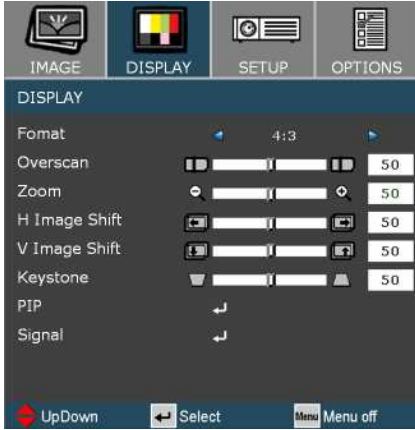 IMAGE DISPLAY SETUP OPTIONS
DISPLAY
Fomat 4:3
Overscan 50
Zoom 50
H Image Shift 50
V Image Shift 50
Keystone 50
PIP
Signal
UpDown Select Menu Menu off